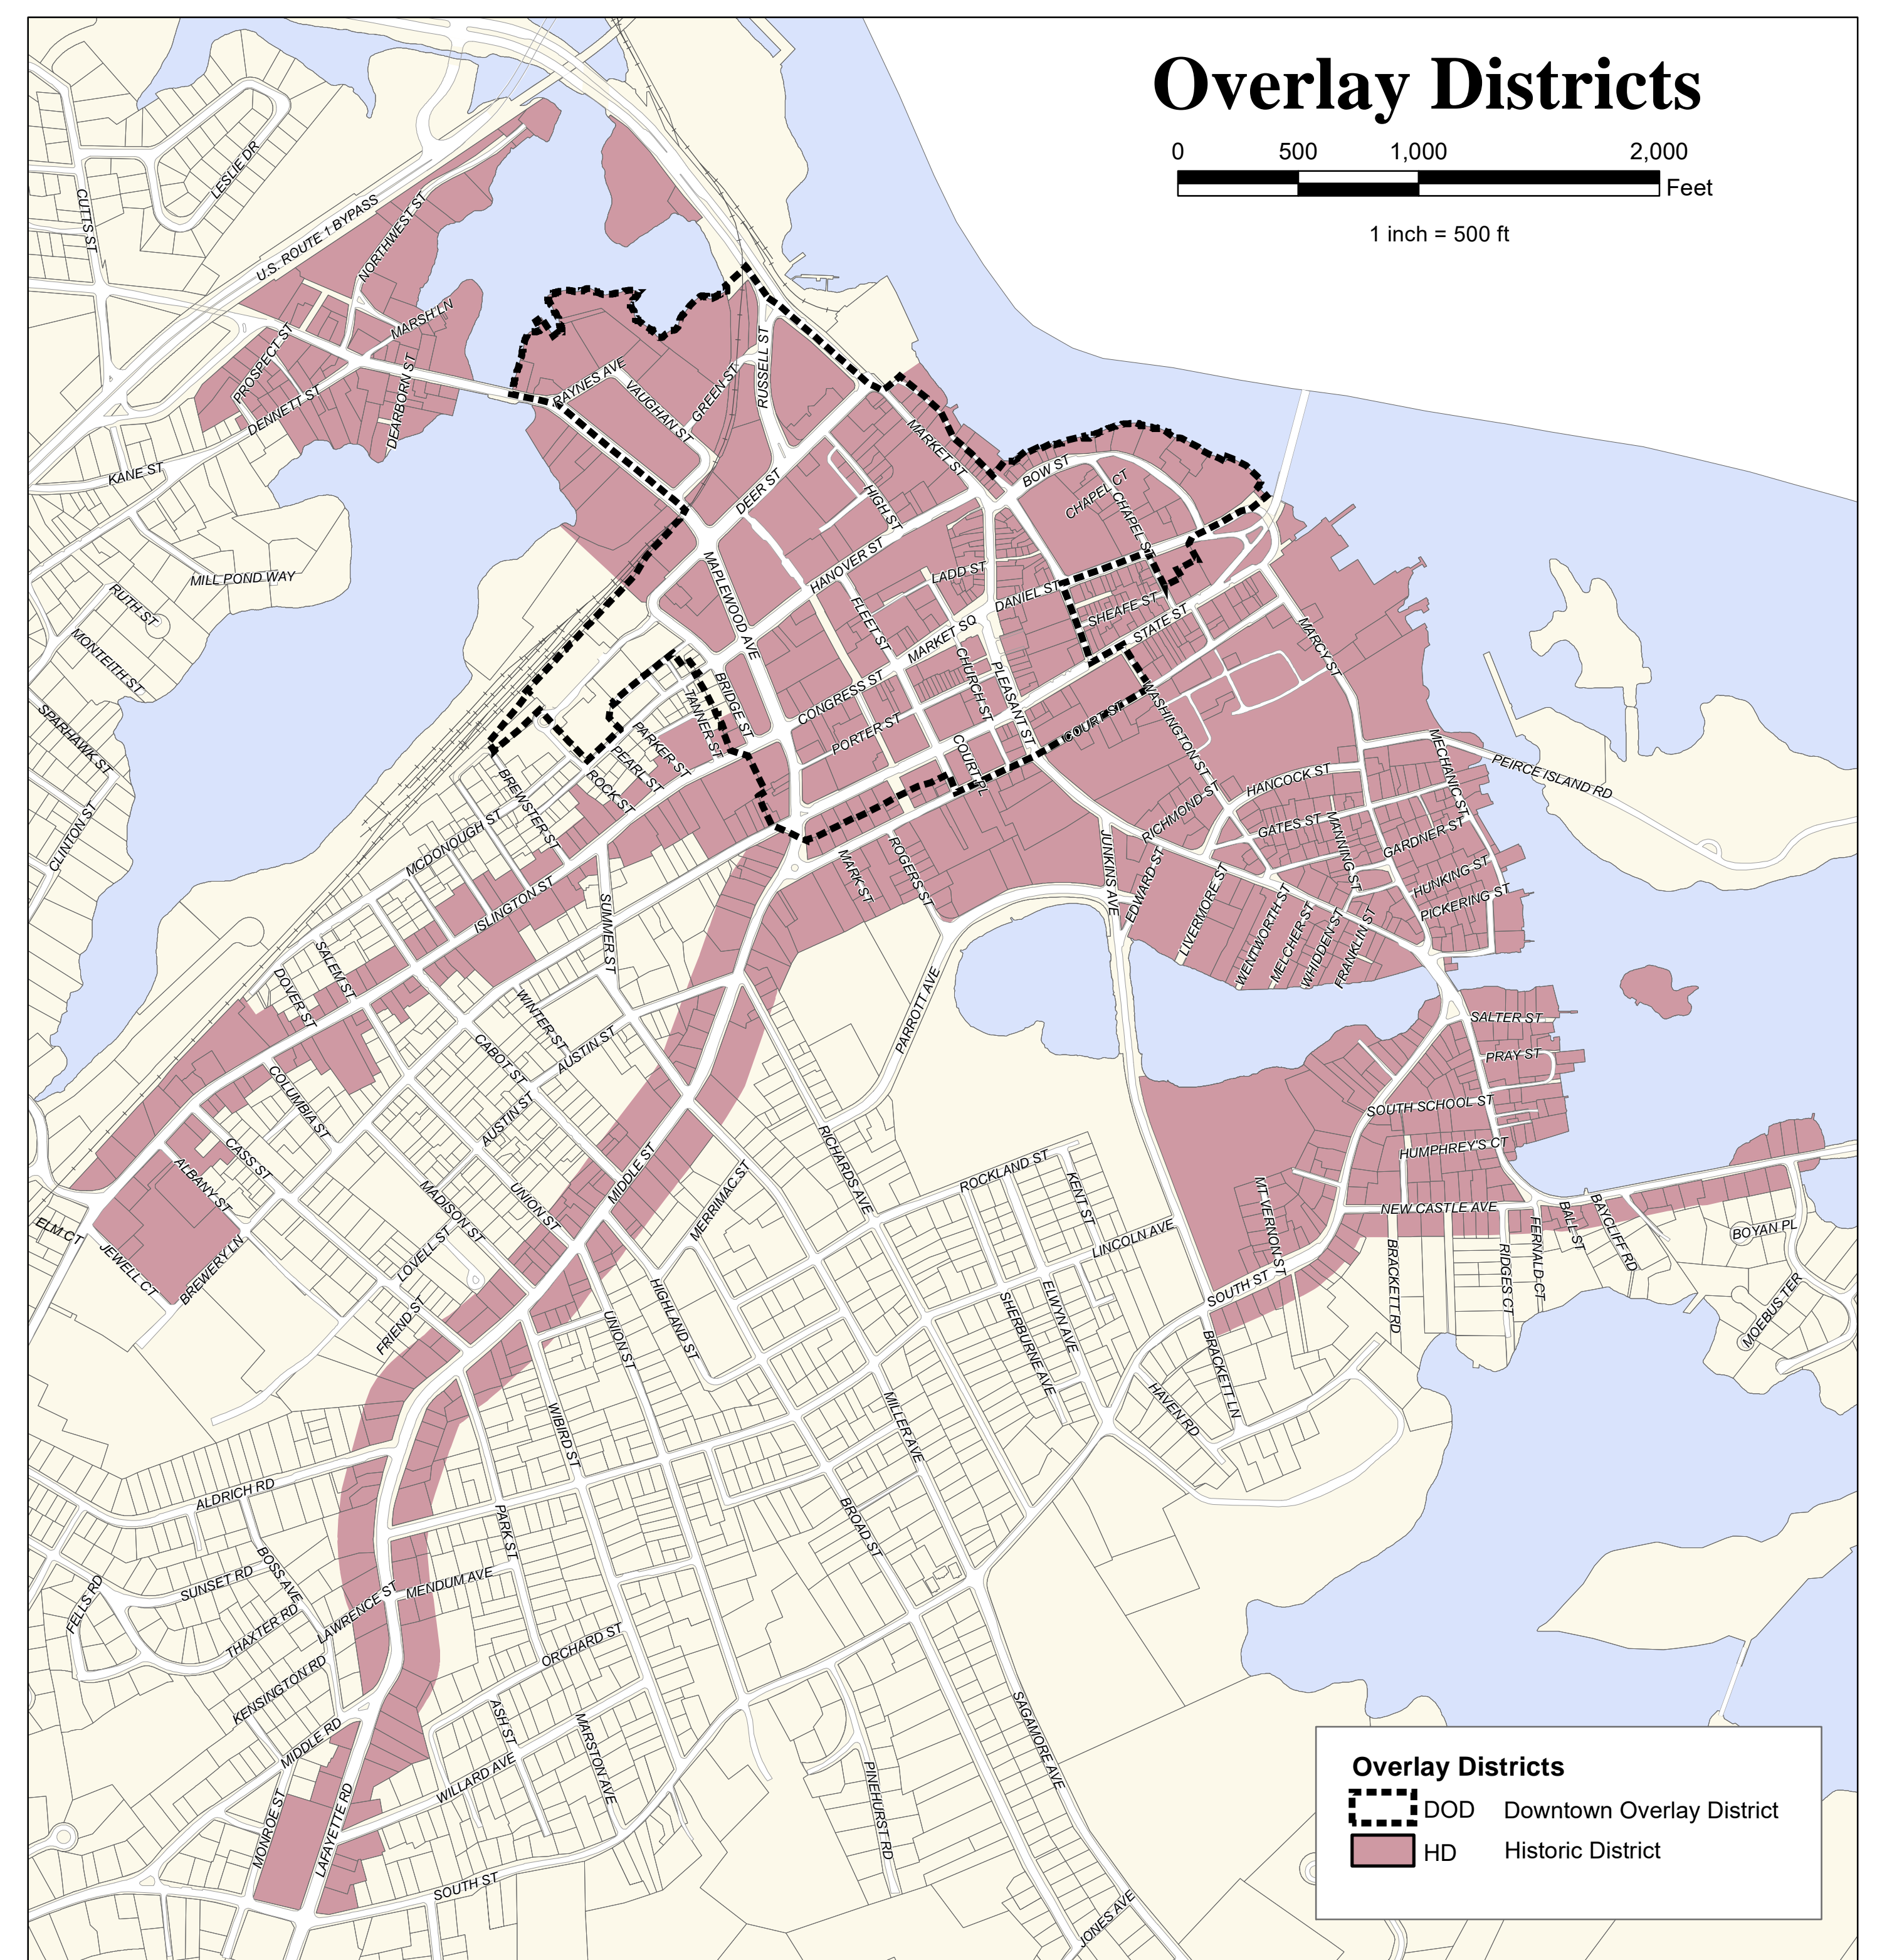 Overlay Districts
0 500 1,000 2,000
Feet
1 inch = 500 ft
LESLIE DR
CUTTS ST
U.S. ROUTE 1 BYPASS
NORTHWEST ST
MARSH LN
PROSPECT ST
DENNETT ST
DEARBORN ST
KANE ST
MILL POND WAY
RUTH ST
MONTEITH ST
SPARHAWK ST
CLINTON ST
RAYNES AVE
VAUGHAN ST
GREEN ST
RUSSELL ST
DEER ST
MARKET ST
BOW ST
CHAPEL CT
CHAPEL ST
HIGH ST
HANOVER ST
MAPLEWOOD AVE
FLEET ST
LADD ST
DANIEL ST
SHEAFE ST
STATE ST
MARKET SQ
CHURCH ST
PLEASANT ST
CONGRESS ST
PORTER ST
COURT ST
COURT PL
WASHINGTON ST
MARCY ST
BRIDGE ST
TANNER ST
PARKER ST
PEARL ST
ROCK ST
BREWSTER ST
MCDONOUGH ST
ISLINGTON ST
SUMMER ST
MARK ST
ROGERS ST
JUNKINS AVE
EDWARD ST
RICHMOND ST
HANCOCK ST
GATES ST
MANNING ST
GARDNER ST
MECHANIC ST
HUNKING ST
PICKERING ST
PEIRCE ISLAND RD
LIVERMORE ST
WENTWORTH ST
MELCHER ST
WHIDDEN ST
FRANKLIN ST
SALEM ST
DOVER ST
WINTER ST
AUSTIN ST
CABOT ST
COLUMBIA ST
AUSTIN ST
CASS ST
ALBANY ST
MADISON ST
UNION ST
MIDDLE ST
PARROTT AVE
RICHARDS AVE
MERRIMAC ST
ROCKLAND ST
KENT ST
LINCOLN AVE
SALTER ST
PRAY ST
SOUTH SCHOOL ST
HUMPHREY'S CT
MT VERNON ST
NEW CASTLE AVE
BALL ST
BAYCLIFF RD
BOYAN PL
MOEBUS TER
FERNALD CT
RIDGES CT
BRACKETT RD
SOUTH ST
BRACKETT LN
HAVEN RD
ELM CT
JEWELL CT
BREWERY LN
LOVELL ST
FRIEND ST
HIGHLAND ST
UNION ST
SHERBURNE AVE
ELWYN AVE
WIBIRD ST
MILLER AVE
BROAD ST
ALDRICH RD
PARK ST
BOSS AVE
SUNSET RD
FELLS RD
THAXTER RD
LAWRENCE ST
MENDUM AVE
KENSINGTON RD
ORCHARD ST
MIDDLE RD
ASH ST
MARSTON AVE
WILLARD AVE
MONROE ST
LAFAYETTE RD
SOUTH ST
PINEHURST RD
SAGAMORE AVE
JONES AVE
Overlay Districts
DOD Downtown Overlay District
HD Historic District